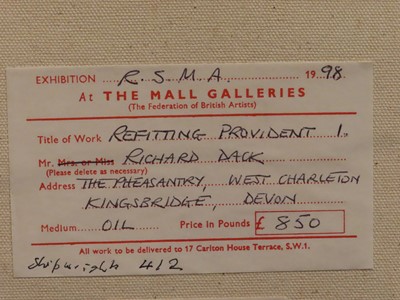 EXHIBITION R.S.M.A. 1998
At THE MALL GALLERIES
(The Federation of British Artists)
Title of Work REFITTING PROVIDENT 1.
Mr. Mrs. or Miss RICHARD DACK
(Please delete as necessary)
Address THE PHEASANTRY, WEST CHARLETON
KINGSBRIDGE, DEVON
Medium OIL Price in Pounds £850
All work to be delivered to 17 Carlton House Terrace, S.W.1.
Shipwright 412